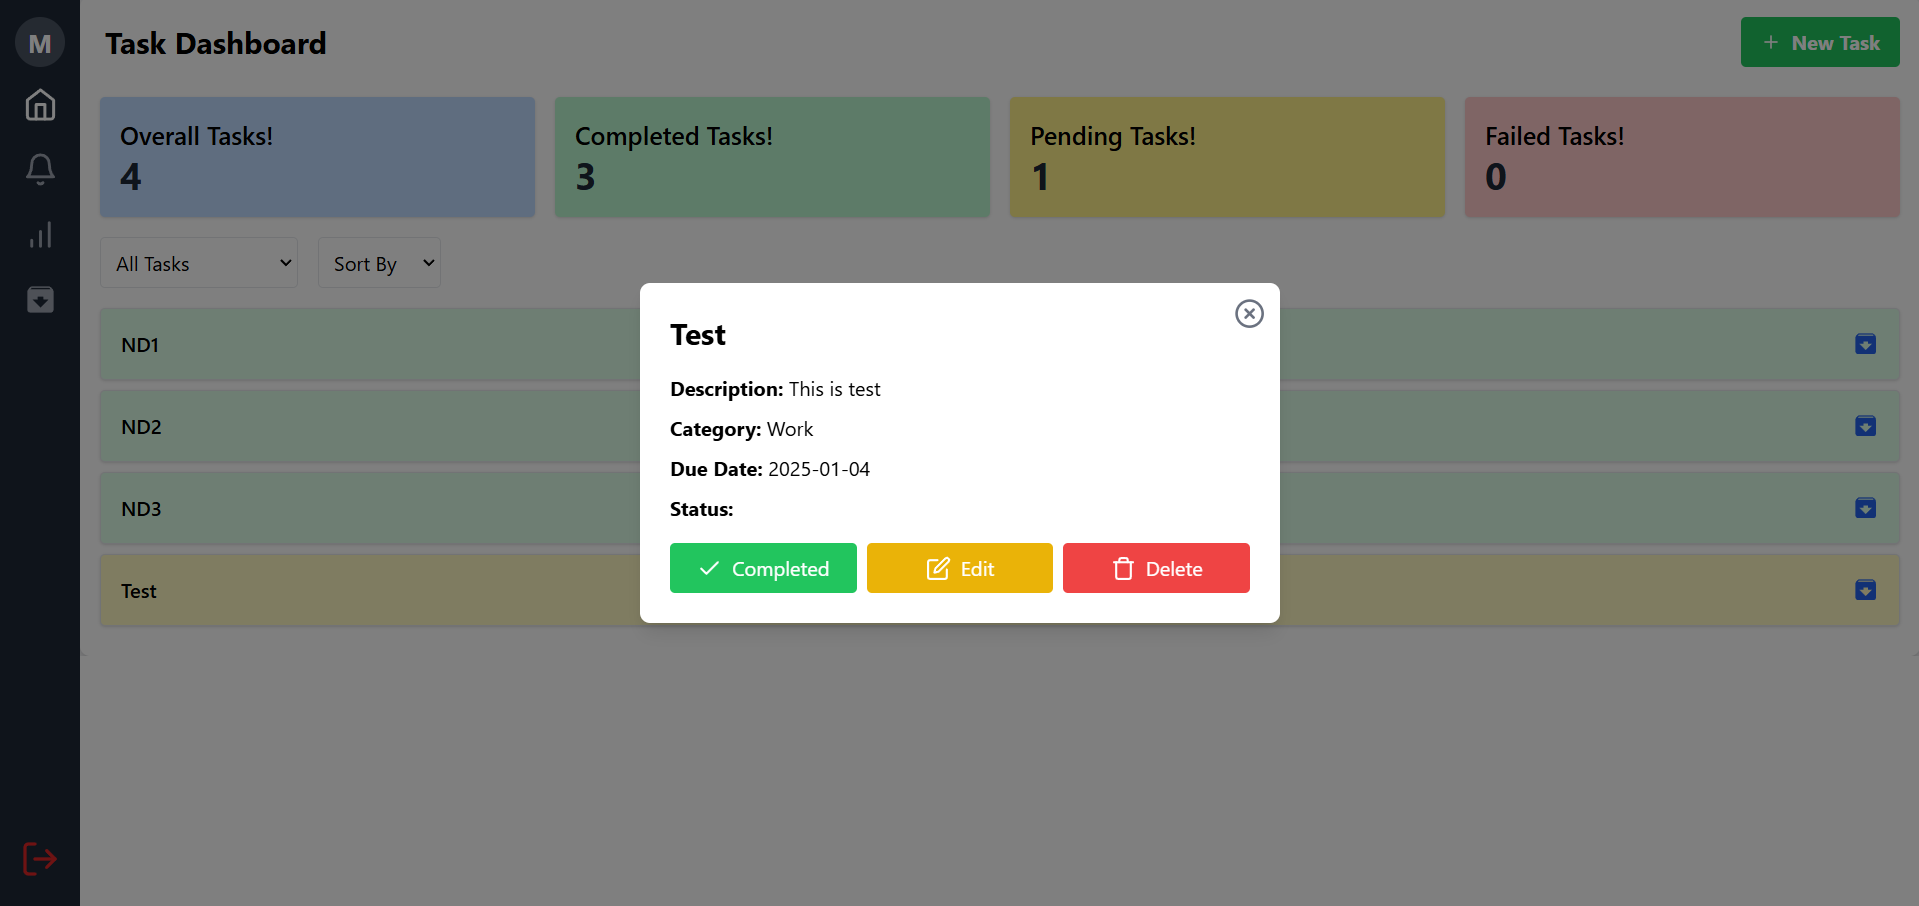 M
Task Dashboard
New Task
Overall Tasks!
4
Completed Tasks!
3
Pending Tasks!
1
Failed Tasks!
0
All Tasks
Sort By
ND1
ND2
ND3
Test
Test
Description: This is test
Category: Work
Due Date: 2025-01-04
Status:
Completed
Edit
Delete